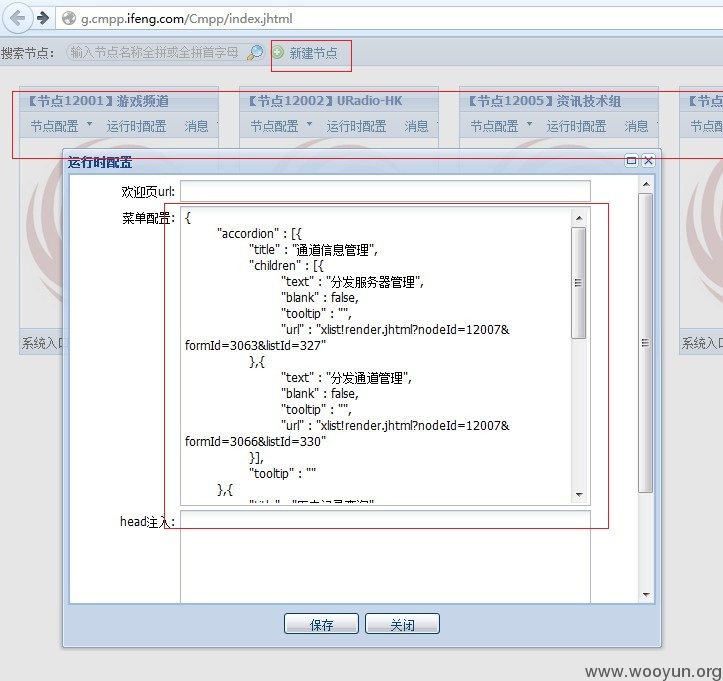 g.cmpp.ifeng.com/Cmpp/index.jhtml
搜索节点： 输入节点名称全拼或全拼首字母 新建节点
【节点12001】游戏频道 【节点12002】URadio-HK 【节点12005】资讯技术组 【节点
节点配置 运行时配置 消息 节点配置 运行时配置 消息 节点配置 运行时配置 消息 节点
运行时配置
欢迎页url:
菜单配置:
{
"accordion" : [{
"title" : "通道信息管理",
"children" : [{
"text" : "分发服务器管理",
"blank" : false,
"tooltip" : "",
"url" : "xlist!render.jhtml?nodeId=12007&
formId=3063&listId=327"
},{
"text" : "分发通道管理",
"blank" : false,
"tooltip" : "",
"url" : "xlist!render.jhtml?nodeId=12007&
formId=3066&listId=330"
}],
"tooltip" : ""
},{
head注入:
系统入口 系统入口
保存 关闭
www.wooyun.org